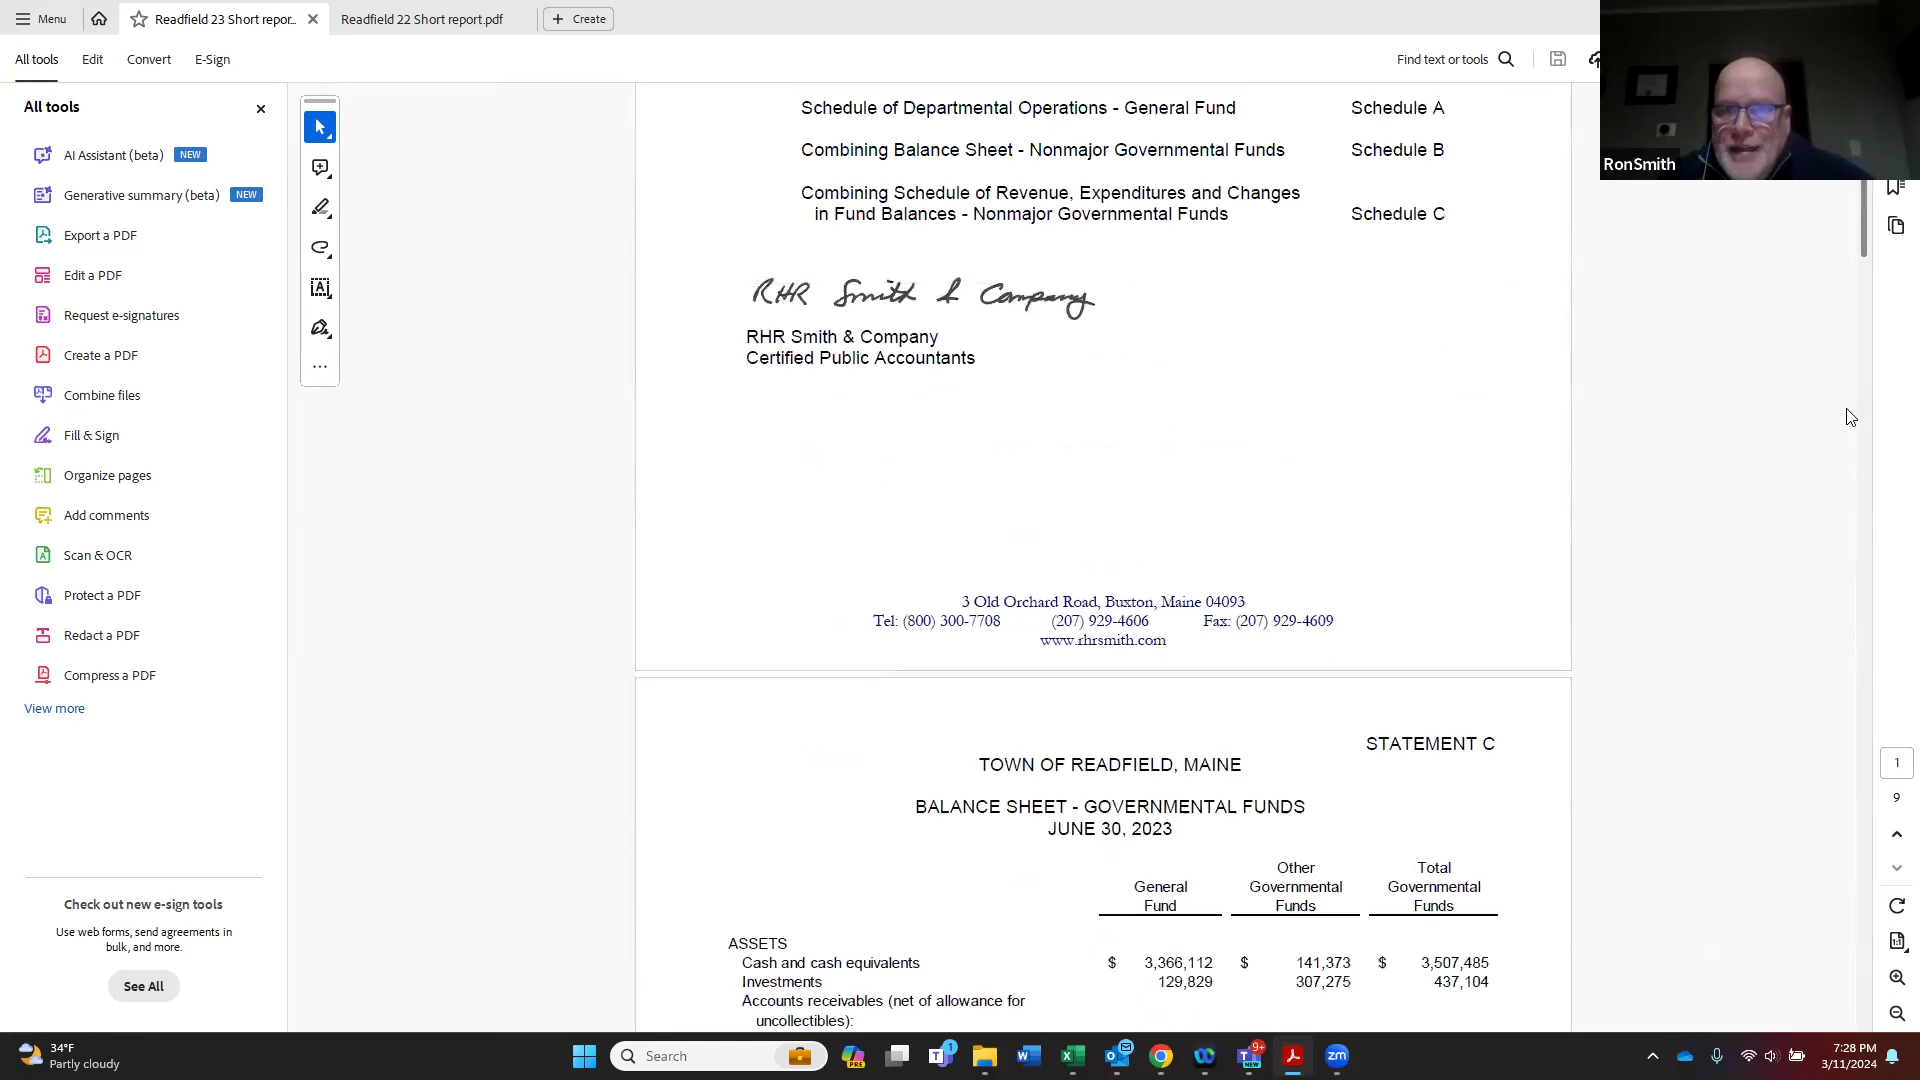 Menu
Readfield 23 Short repor...
Readfield 22 Short report.pdf
Create
All tools
Edit
Convert
E-Sign
Find text or tools
All tools
AI Assistant (beta) NEW
Generative summary (beta) NEW
Export a PDF
Edit a PDF
Request e-signatures
Create a PDF
Combine files
Fill & Sign
Organize pages
Add comments
Scan & OCR
Protect a PDF
Redact a PDF
Compress a PDF
View more
Check out new e-sign tools
Use web forms, send agreements in
bulk, and more.
See All
Schedule of Departmental Operations - General Fund Schedule A
Combining Balance Sheet - Nonmajor Governmental Funds Schedule B
Combining Schedule of Revenue, Expenditures and Changes
in Fund Balances - Nonmajor Governmental Funds Schedule C
RHR Smith & Company
RHR Smith & Company
Certified Public Accountants
3 Old Orchard Road, Buxton, Maine 04093
Tel: (800) 300-7708 (207) 929-4606 Fax: (207) 929-4609
www.rhrsmith.com
STATEMENT C
TOWN OF READFIELD, MAINE
BALANCE SHEET - GOVERNMENTAL FUNDS
JUNE 30, 2023
Other Total
General Governmental Governmental
Fund Funds Funds
ASSETS
Cash and cash equivalents $ 3,366,112 $ 141,373 $ 3,507,485
Investments 129,829 307,275 437,104
Accounts receivables (net of allowance for
uncollectibles):
RonSmith
1
9
34°F
Partly cloudy
Search
PRE
1
9+
NEW
zm
7:28 PM
3/11/2024